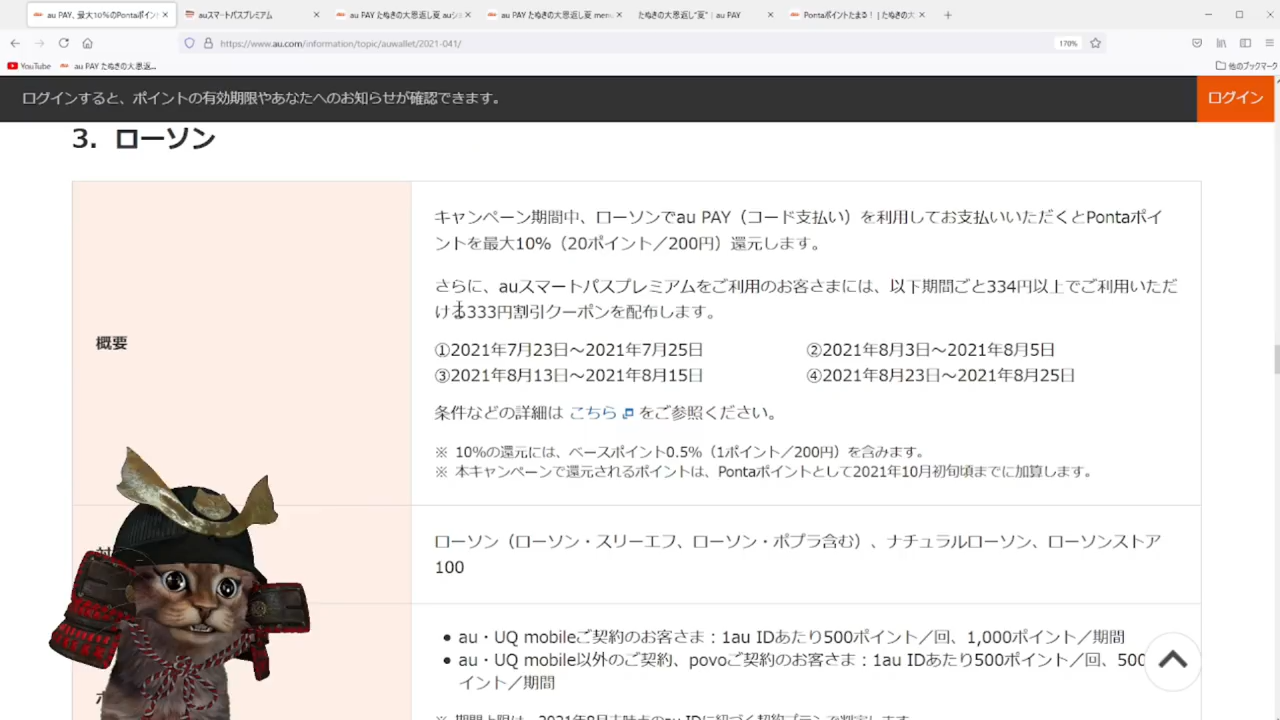 au PAY、最大10%のPontaポイン
auスマートパスプレミアム
au PAY たぬきの大恩返し夏 auシ
au PAY たぬきの大恩返し夏 men
たぬきの大恩返し"夏" | au PAY
Pontaポイントたまる！ | たぬきの大
https://www.au.com/information/topic/auwallet/2021-041/
170%
YouTube
au PAY たぬきの大恩返...
他のブックマーク
ログインすると、ポイントの有効期限やあなたへのお知らせが確認できます。
ログイン
3. ローソン
概要
キャンペーン期間中、ローソンでau PAY（コード支払い）を利用してお支払いいただくとPontaポイ
ントを最大10%（20ポイント／200円）還元します。
さらに、auスマートパスプレミアムをご利用のお客さまには、以下期間ごと334円以上でご利用いただ
ける333円割引クーポンを配布します。
①2021年7月23日～2021年7月25日
②2021年8月3日～2021年8月5日
③2021年8月13日～2021年8月15日
④2021年8月23日～2021年8月25日
条件などの詳細は こちら をご参照ください。
※ 10%の還元には、ベースポイント0.5%（1ポイント／200円）を含みます。
※ 本キャンペーンで還元されるポイントは、Pontaポイントとして2021年10月初旬頃までに加算します。
ローソン（ローソン・スリーエフ、ローソン・ポプラ含む）、ナチュラルローソン、ローソンストア
100
au・UQ mobileご契約のお客さま：1au IDあたり500ポイント／回、1,000ポイント／期間
au・UQ mobile以外のご契約、povoご契約のお客さま：1au IDあたり500ポイント／回、500
イント／期間